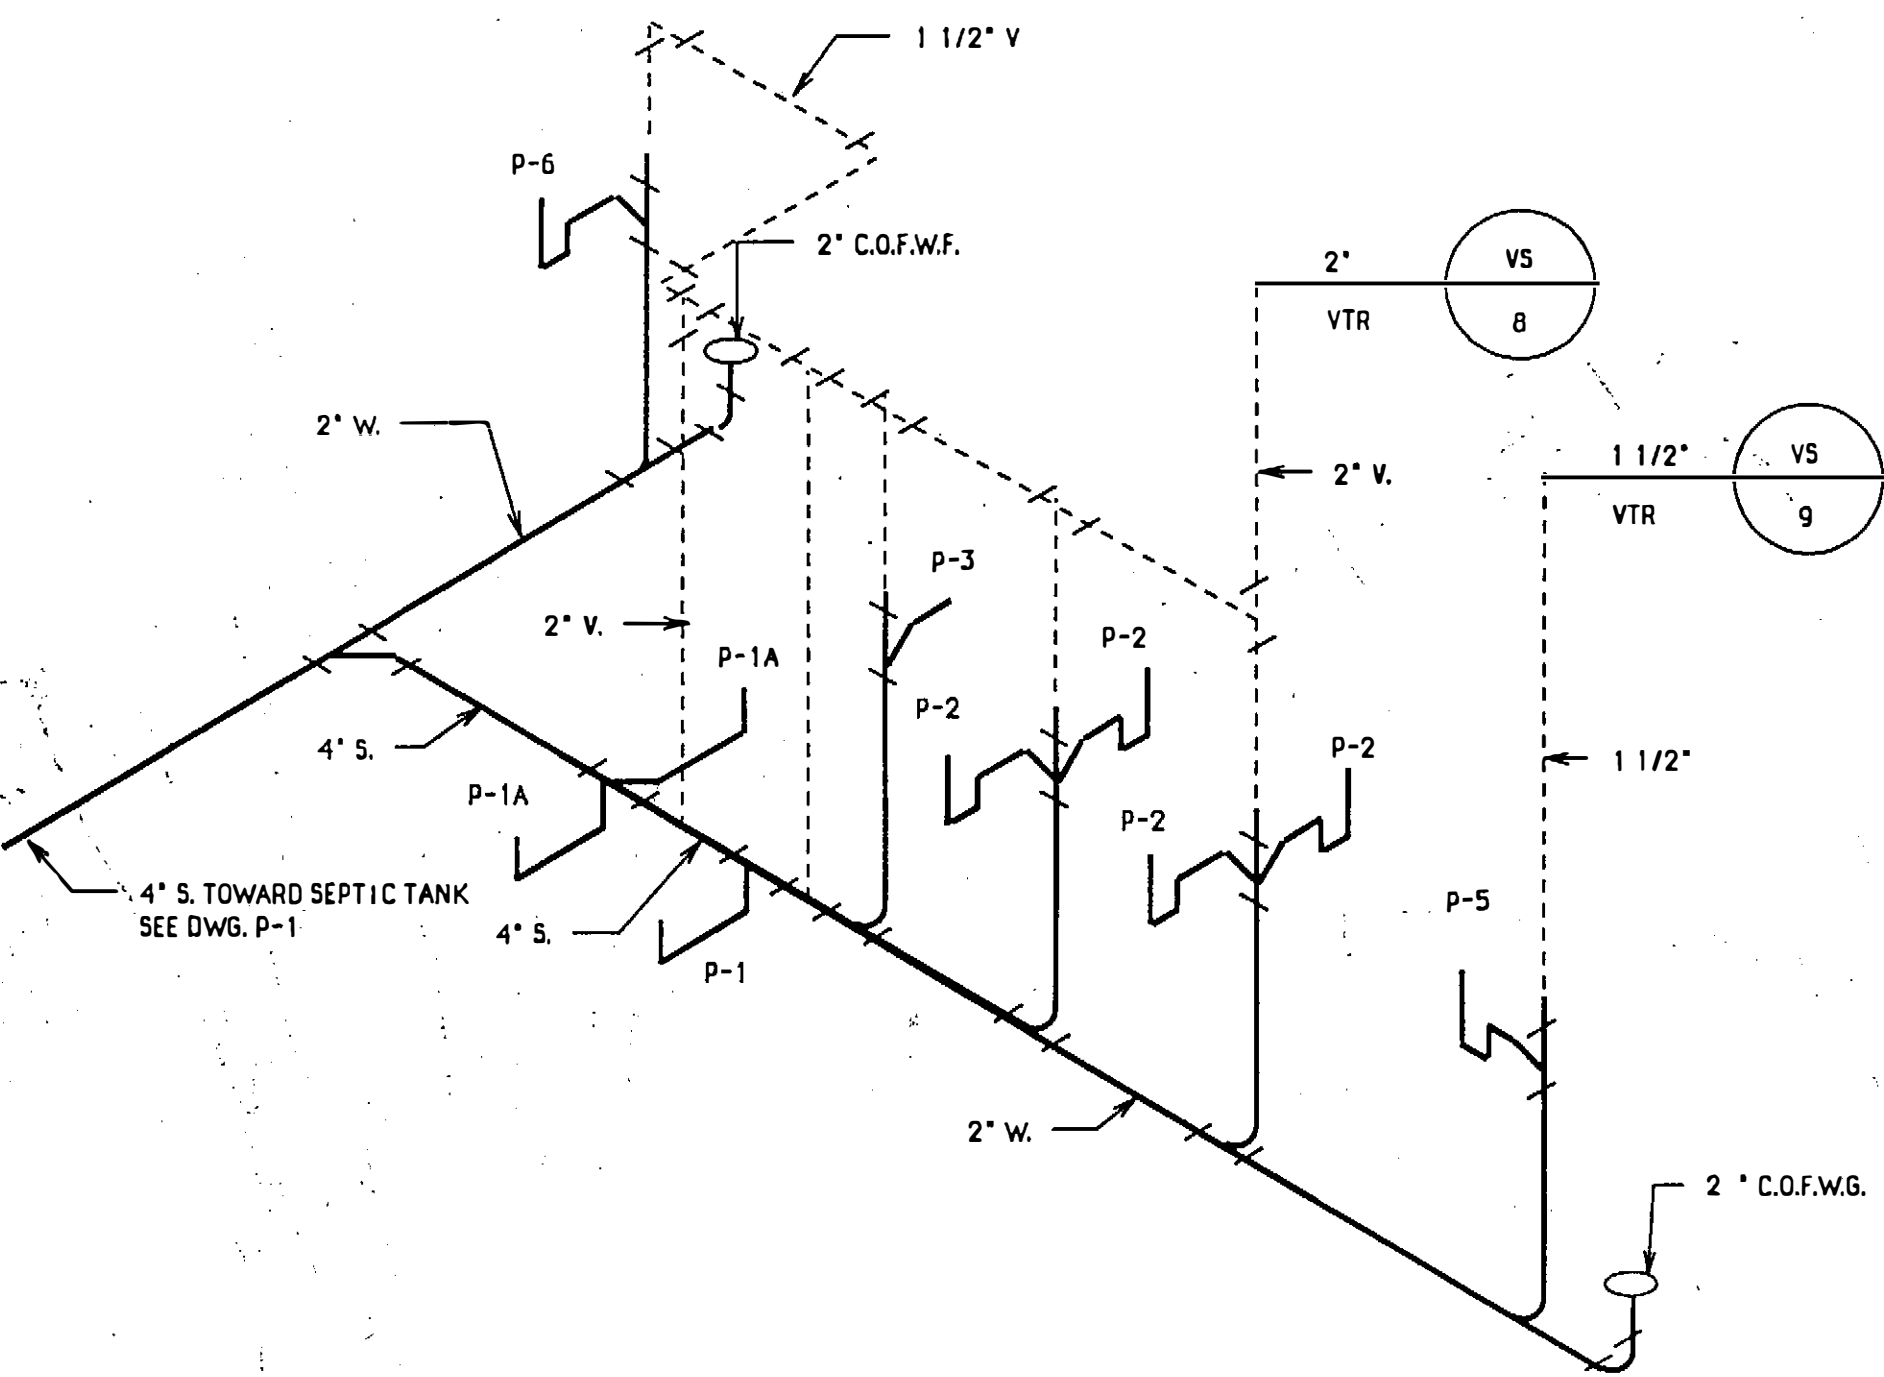 1 1/2" V
P-6
2" C.O.F.W.F.
2"
VS
VTR
8
2" W.
2" V.
1 1/2"
VS
VTR
9
P-3
2" V.
P-1A
P-2
P-2
4" S.
P-2
1 1/2"
P-1A
P-2
4" S. TOWARD SEPTIC TANK
SEE DWG. P-1
4" S.
P-5
P-1
2" W.
2 " C.O.F.W.G.